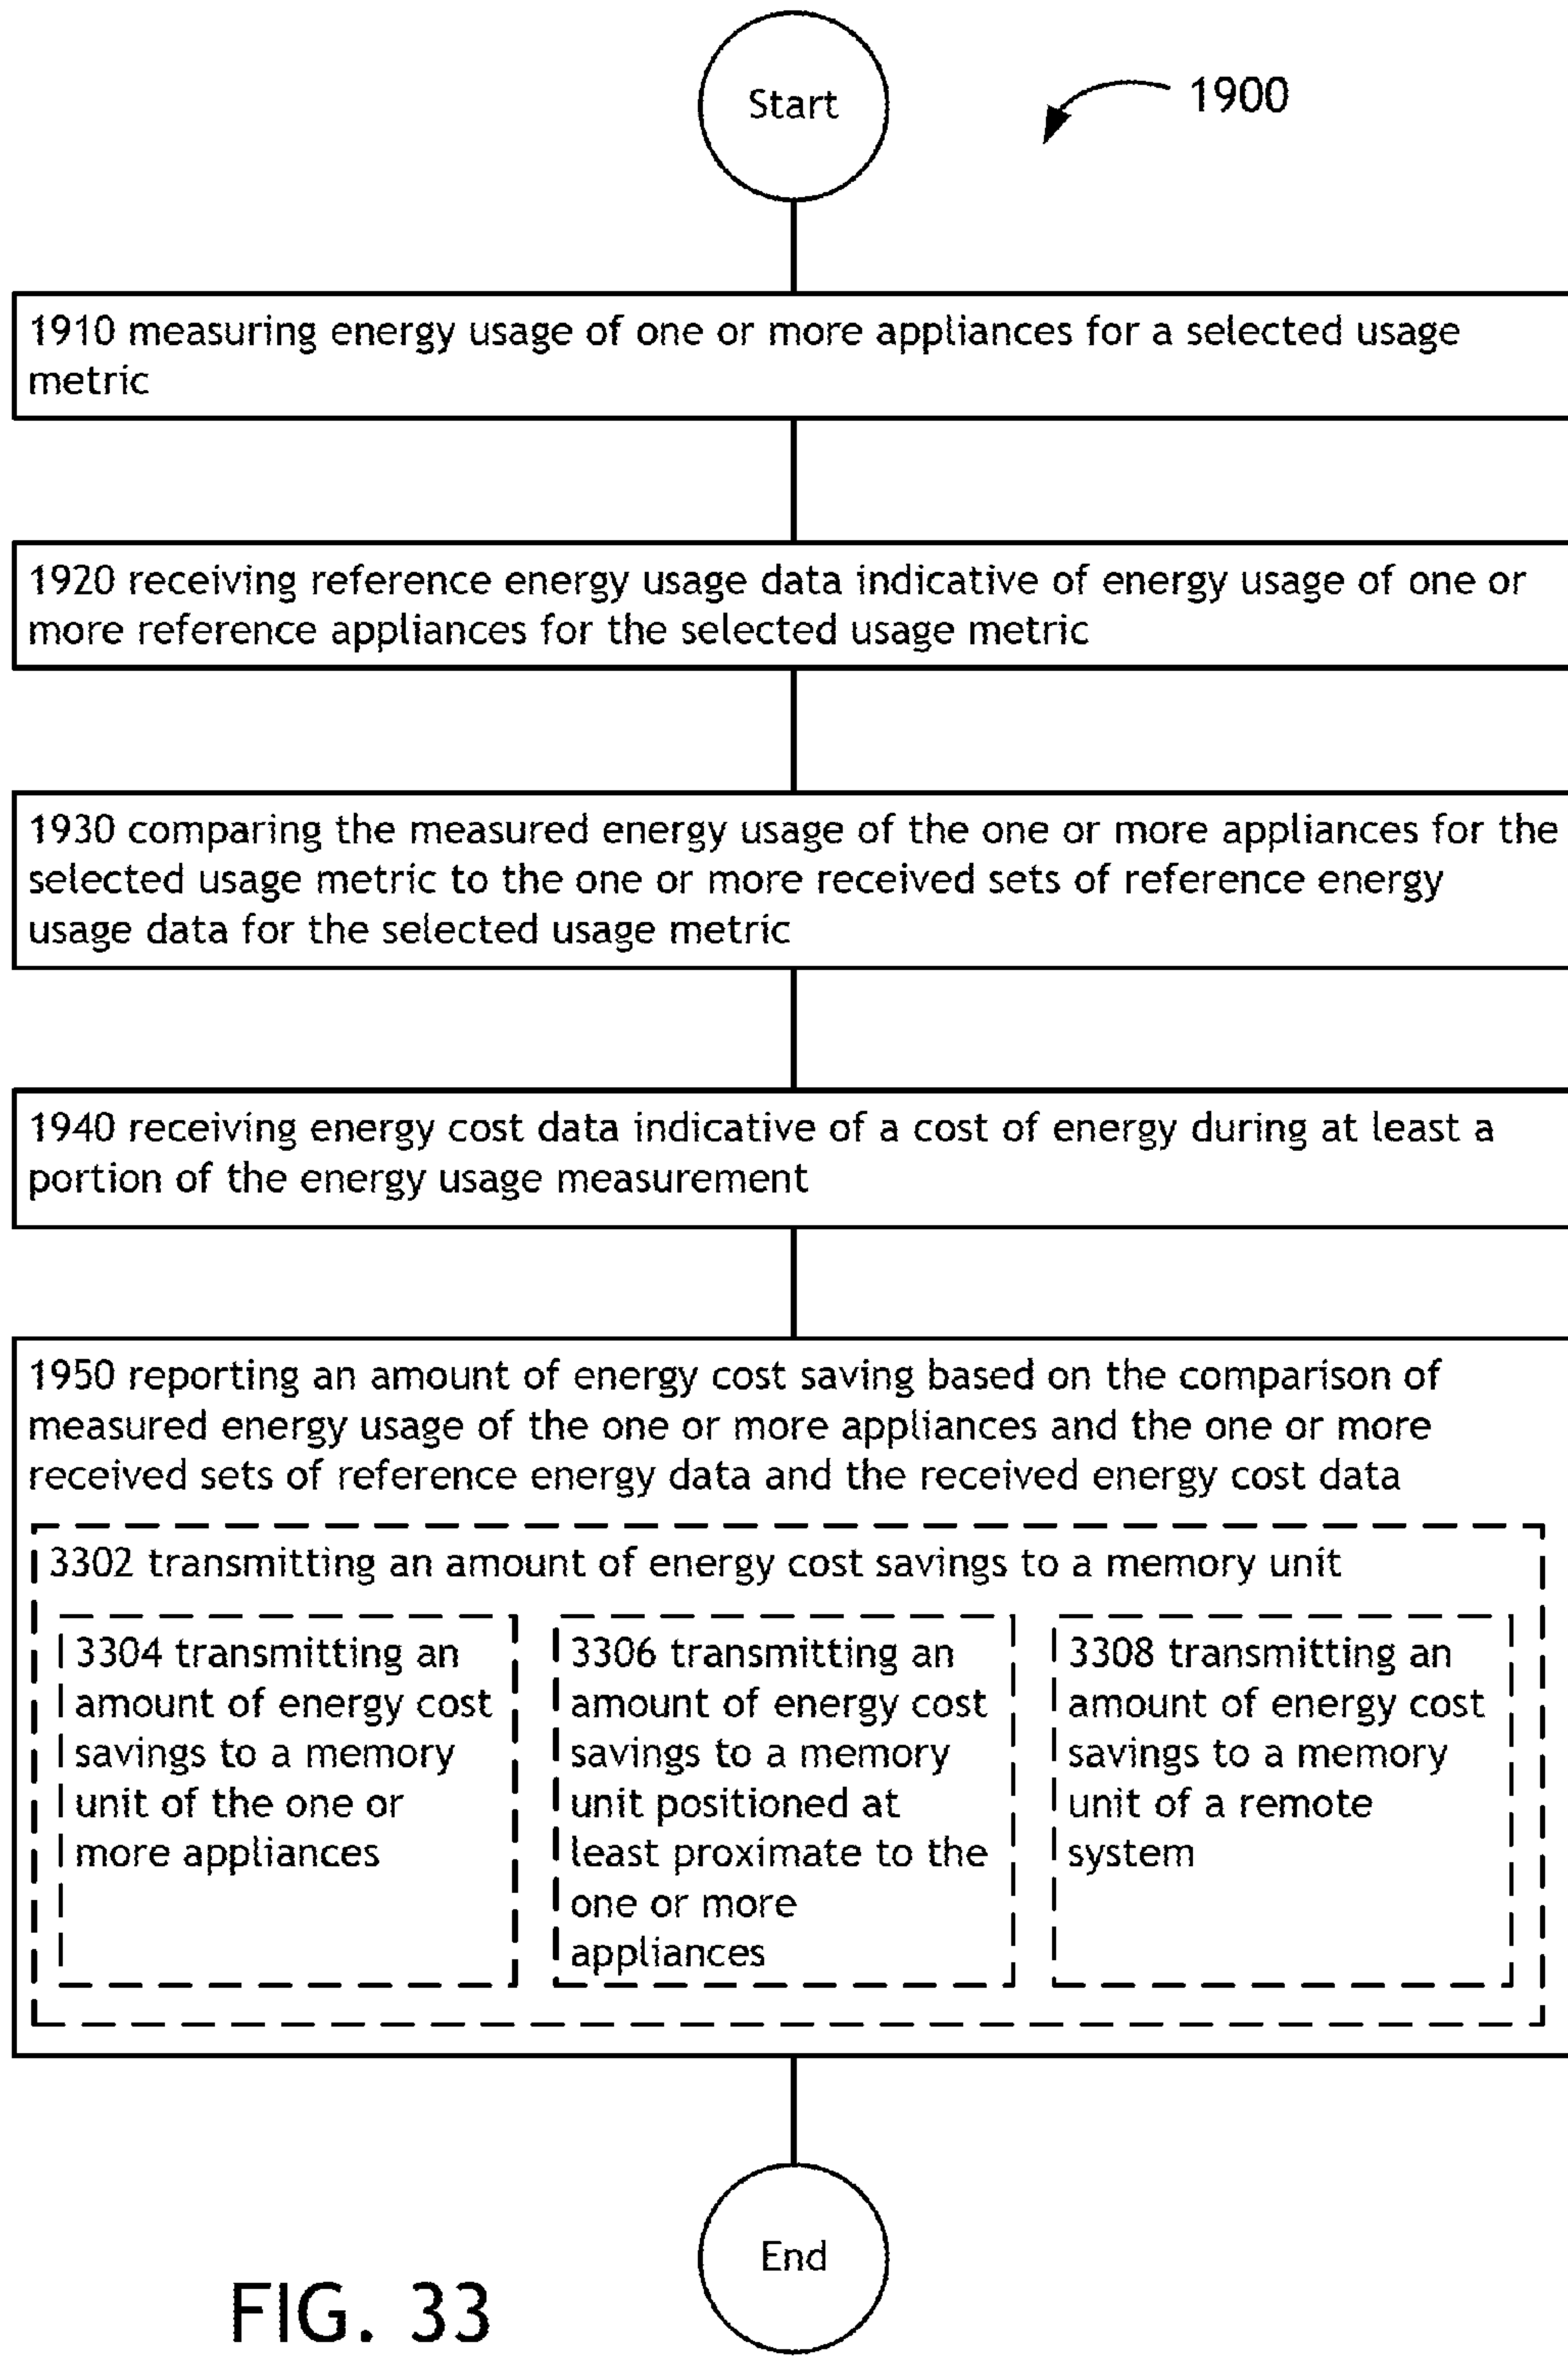 Start
1900
1910 measuring energy usage of one or more appliances for a selected usage
metric
1920 receiving reference energy usage data indicative of energy usage of one or
more reference appliances for the selected usage metric
1930 comparing the measured energy usage of the one or more appliances for the
selected usage metric to the one or more received sets of reference energy
usage data for the selected usage metric
1940 receiving energy cost data indicative of a cost of energy during at least a
portion of the energy usage measurement
1950 reporting an amount of energy cost saving based on the comparison of
measured energy usage of the one or more appliances and the one or more
received sets of reference energy data and the received energy cost data
3302 transmitting an amount of energy cost savings to a memory unit
3304 transmitting an
amount of energy cost
savings to a memory
unit of the one or
more appliances
3306 transmitting an
amount of energy cost
savings to a memory
unit positioned at
least proximate to the
one or more
appliances
3308 transmitting an
amount of energy cost
savings to a memory
unit of a remote
system
End
FIG. 33